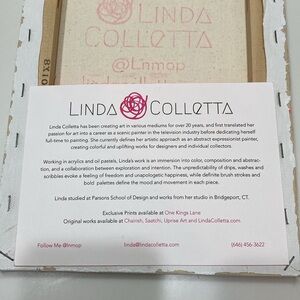 LINDA
COLLETTA
@Lnmop
8X10
LINDA COLLETTA
Linda Colletta has been creating art in various mediums for over 20 years, and first translated her
passion for art into a career as a scenic painter in the television industry before dedicating herself
full-time to painting. She currently defines her artistic approach as an abstract expressionist painter,
creating colorful and uplifting works for designers and individual collectors.
Working in acrylics and oil pastels, Linda's work is an immersion into color, composition and abstrac-
tion, and a celebration of the connection between exploration and intention. The unpredictability of drips, washes and
scribbles evoke a feeling of freedom and unapologetic happiness, while definite brush strokes and
bold palettes define the mood and movement in each piece.
Linda studied at Parsons School of Design and works from her studio in Bridgeport, CT.
Exclusive Prints available at One Kings Lane
Original works available at Chairish, Saatchi, Uprise Art and LindaColletta.com.
Follow Me @lnmop linda@lindacolletta.com (646) 456-3622